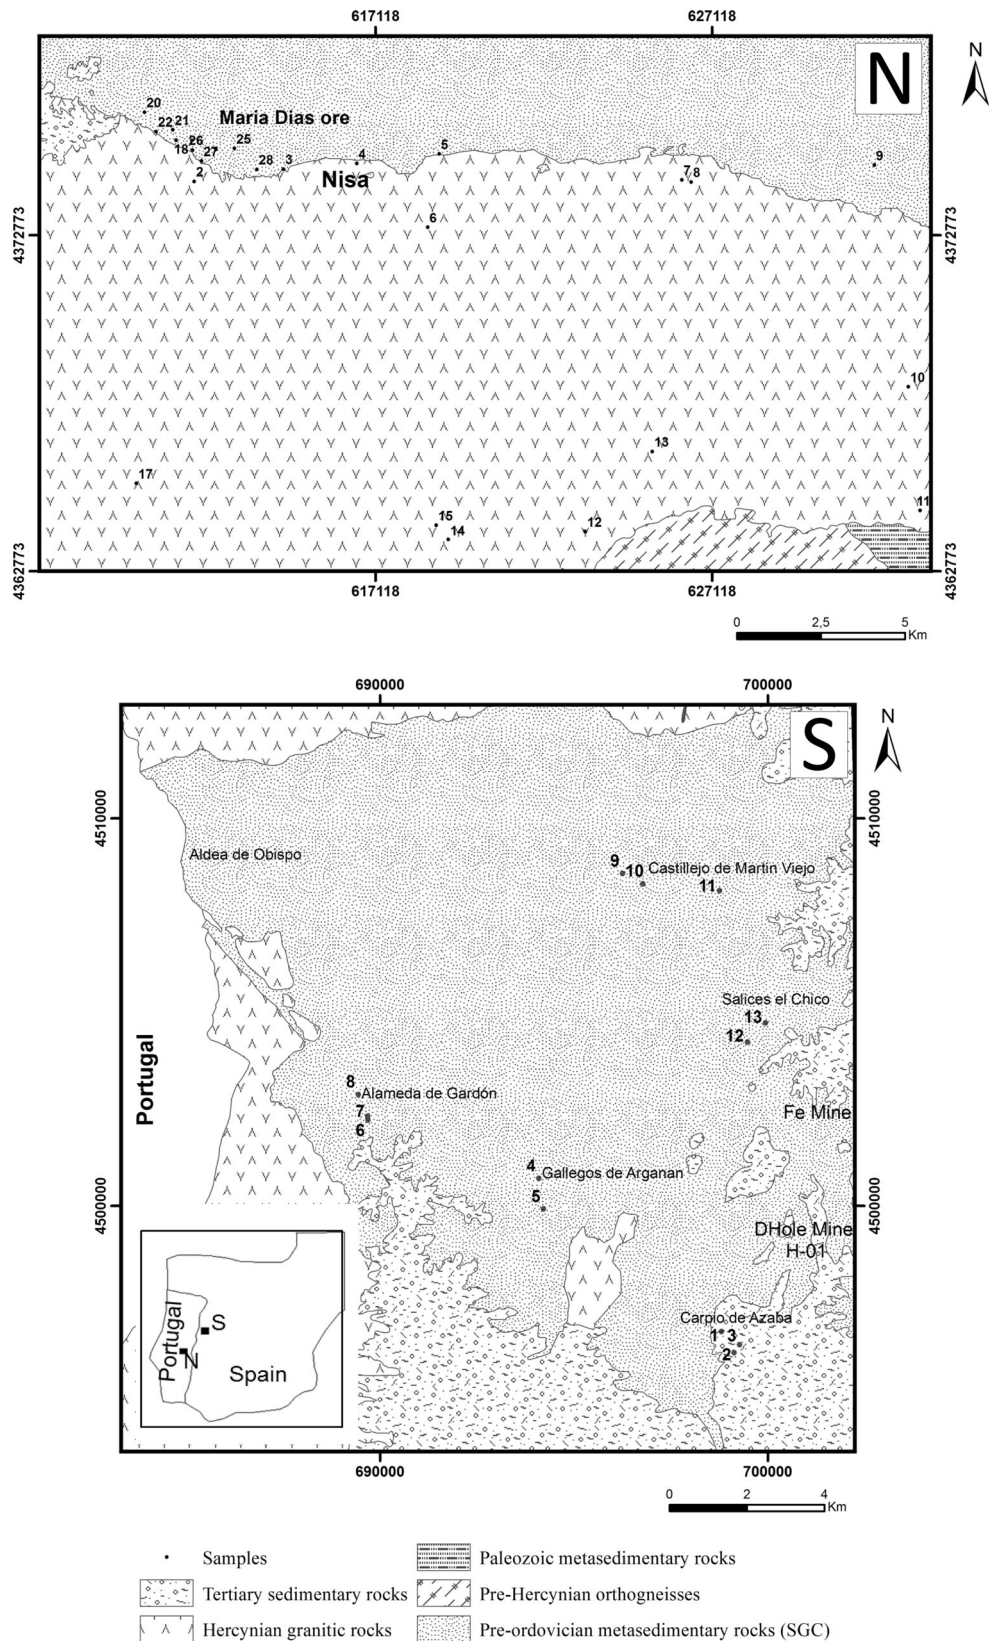 617118
627118
N
N
20
22 21
Maria Dias ore
18
26
25
27
28
3
4
5
9
2
Nisa
7
8
6
4372773
4372773
10
13
17
11
15
14
12
4362773
4362773
617118
627118
0
2,5
5
Km
690000
700000
S
N
4510000
4510000
Aldea de Obispo
9
10
Castillejo de Martin Viejo
11
Salices el Chico
13
12
Portugal
8
Alameda de Gardón
7
6
Fe Mine
4
Gallegos de Arganan
5
4500000
4500000
DHole Mine
H-01
Carpio de Azaba
1
3
2
Portugal
S
N
Spain
690000
700000
0
2
4
Km
Samples
Paleozoic metasedimentary rocks
Tertiary sedimentary rocks
Pre-Hercynian orthogneisses
Hercynian granitic rocks
Pre-ordovician metasedimentary rocks (SGC)